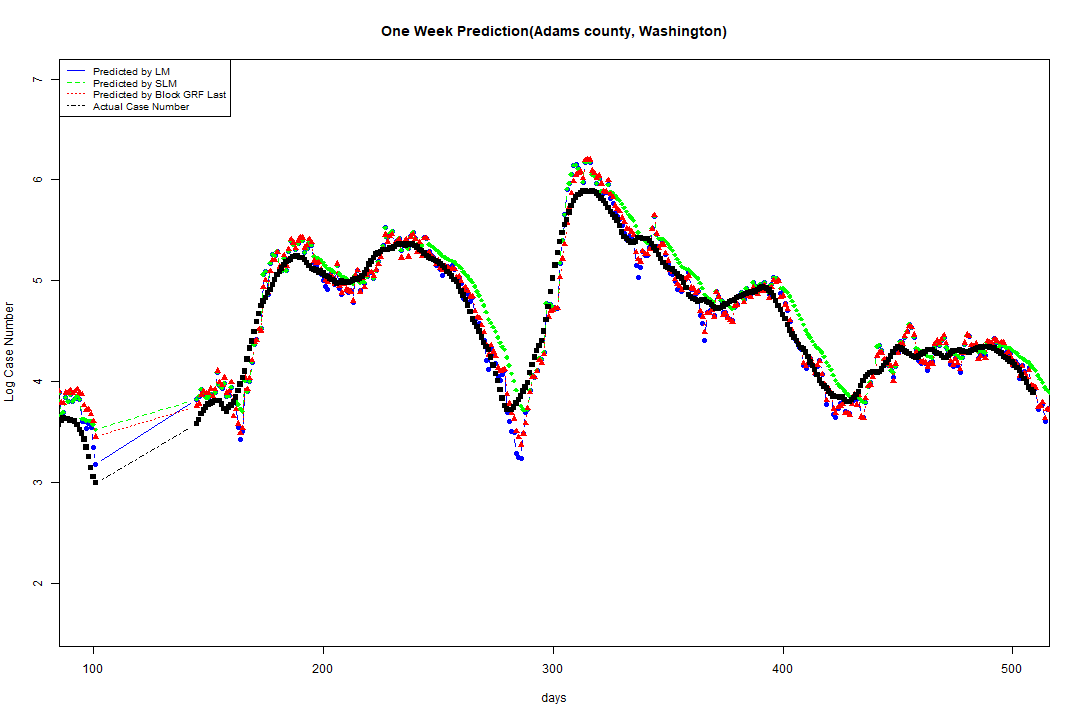 One Week Prediction(Adams county, Washington)
Predicted by LM
Predicted by SLM
Predicted by Block GRF Last
Actual Case Number
7
6
5
4
3
2
Log Case Number
100 200 300 400 500
days